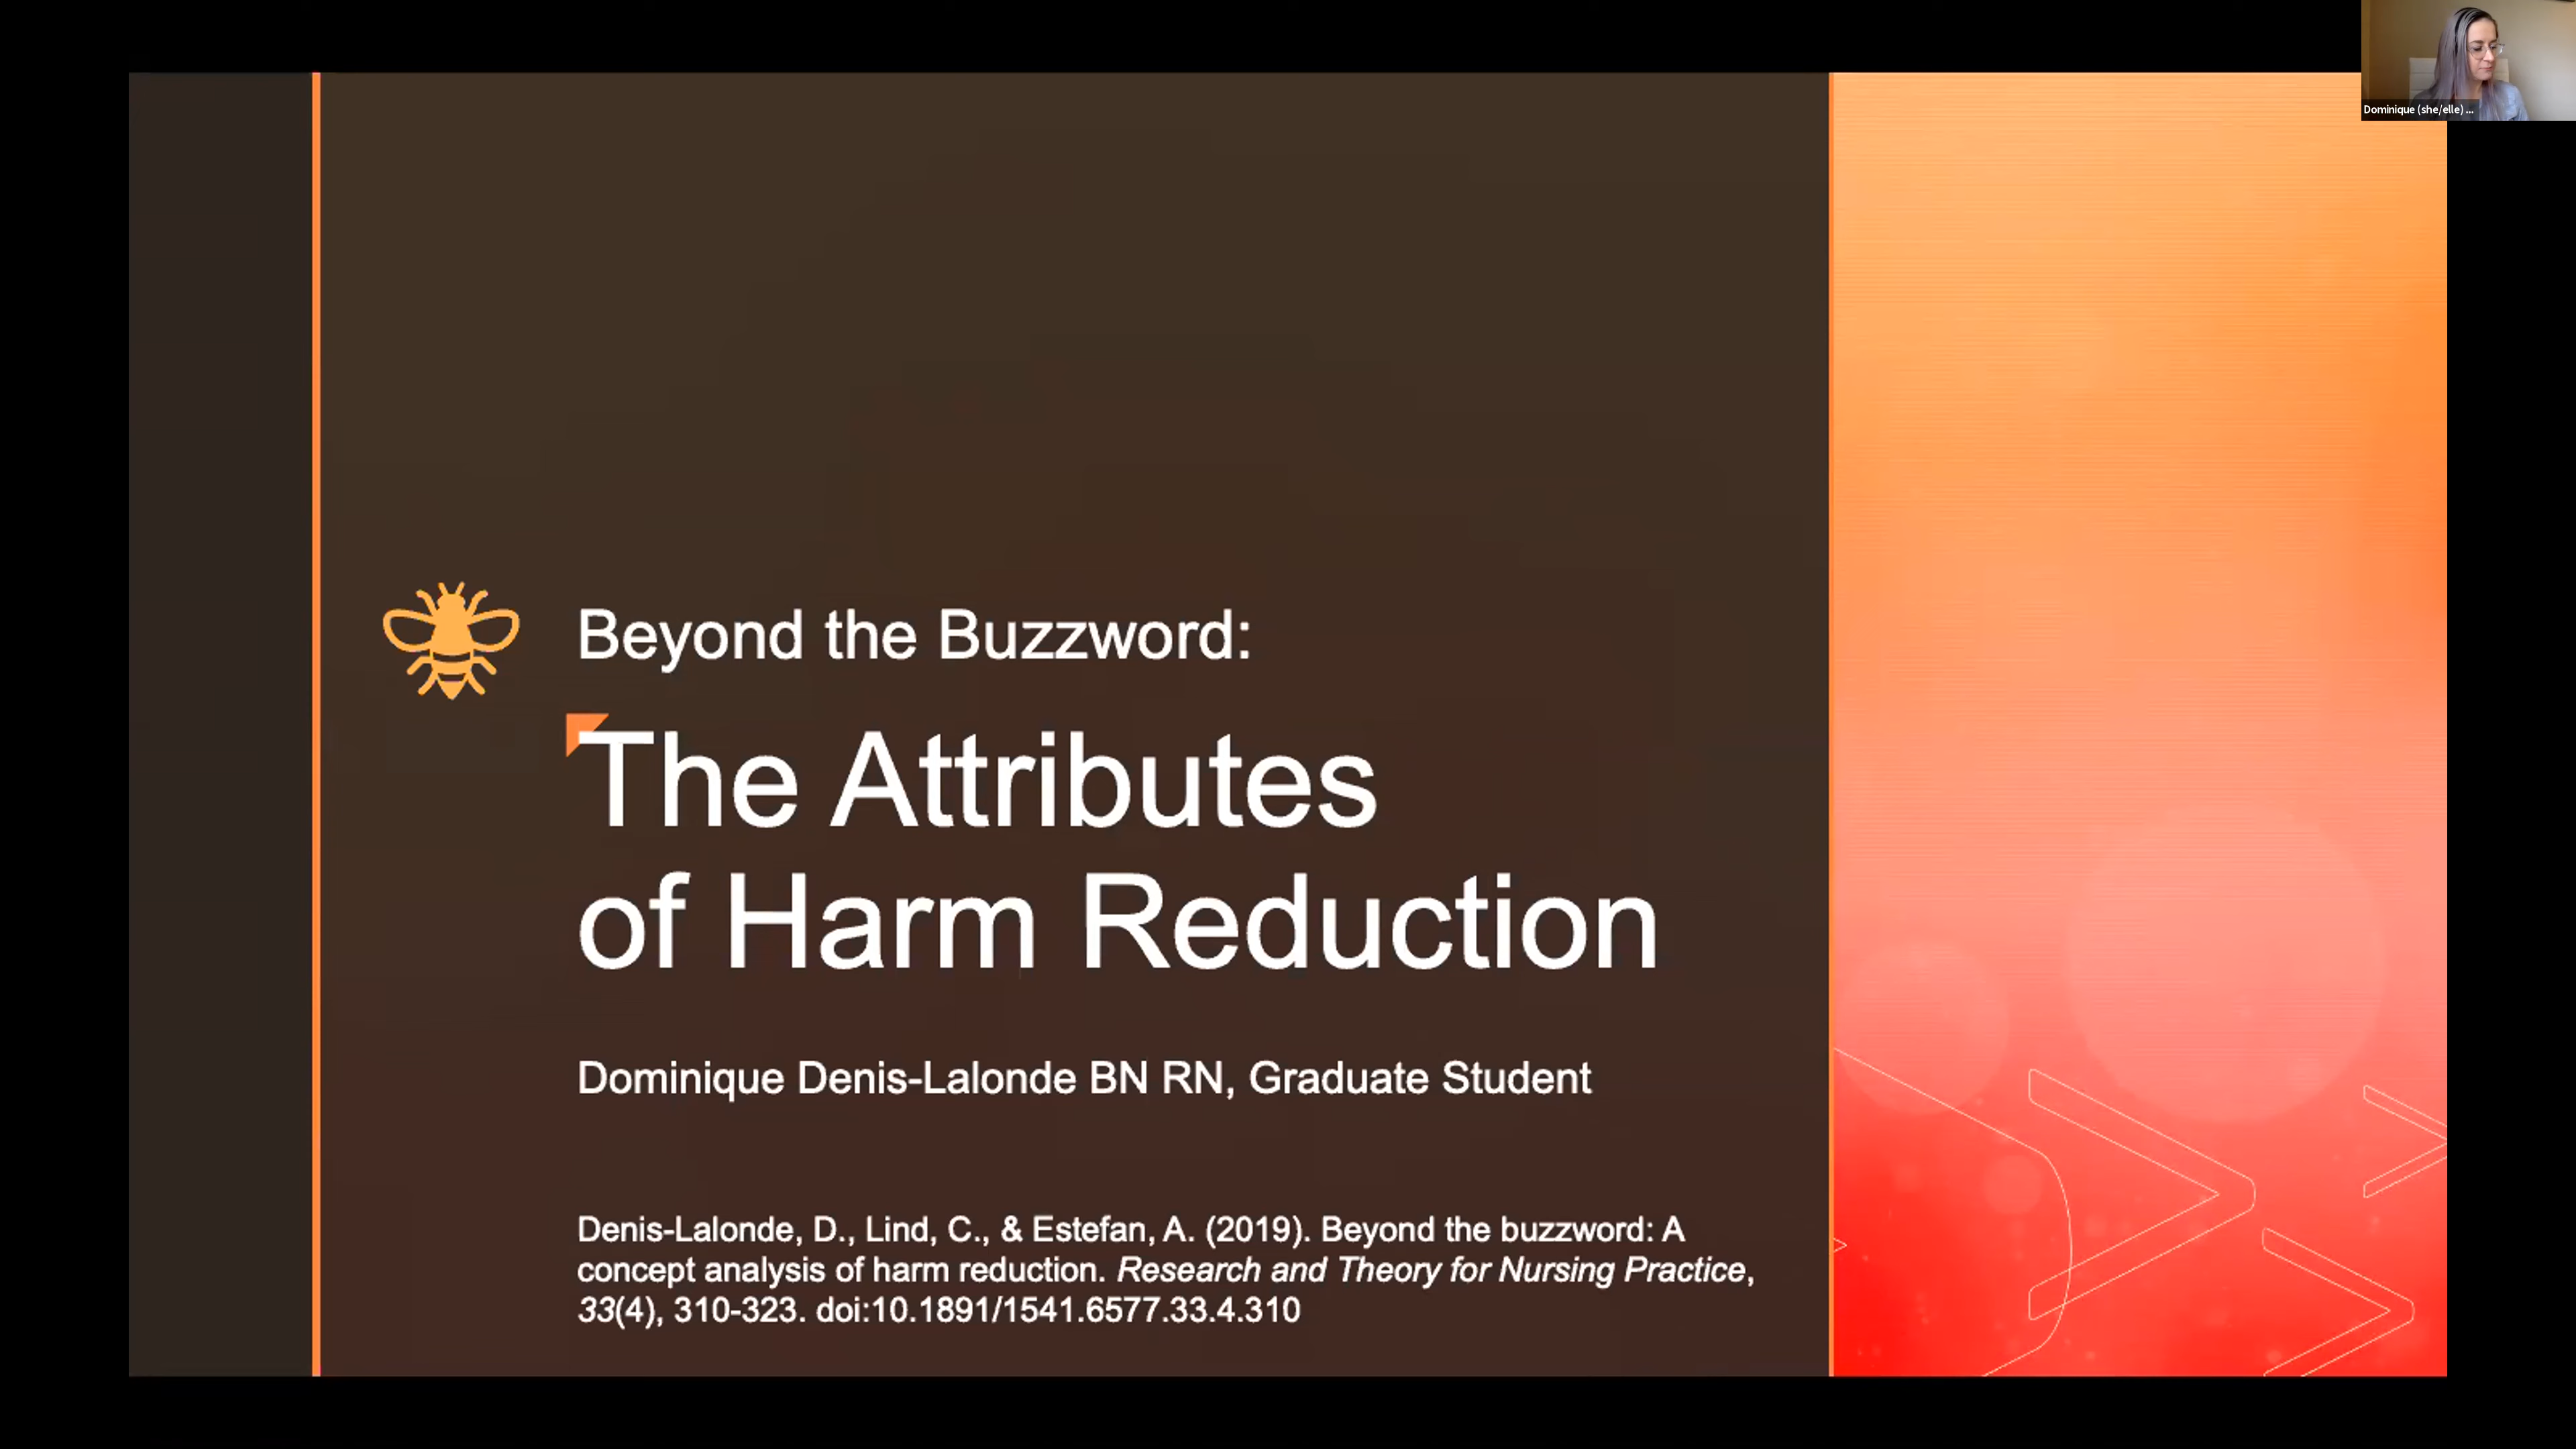 Dominique (she/elle) ...
Beyond the Buzzword:
The Attributes
of Harm Reduction
Dominique Denis-Lalonde BN RN, Graduate Student
Denis-Lalonde, D., Lind, C., & Estefan, A. (2019). Beyond the buzzword: A
concept analysis of harm reduction. Research and Theory for Nursing Practice,
33(4), 310-323. doi:10.1891/1541.6577.33.4.310